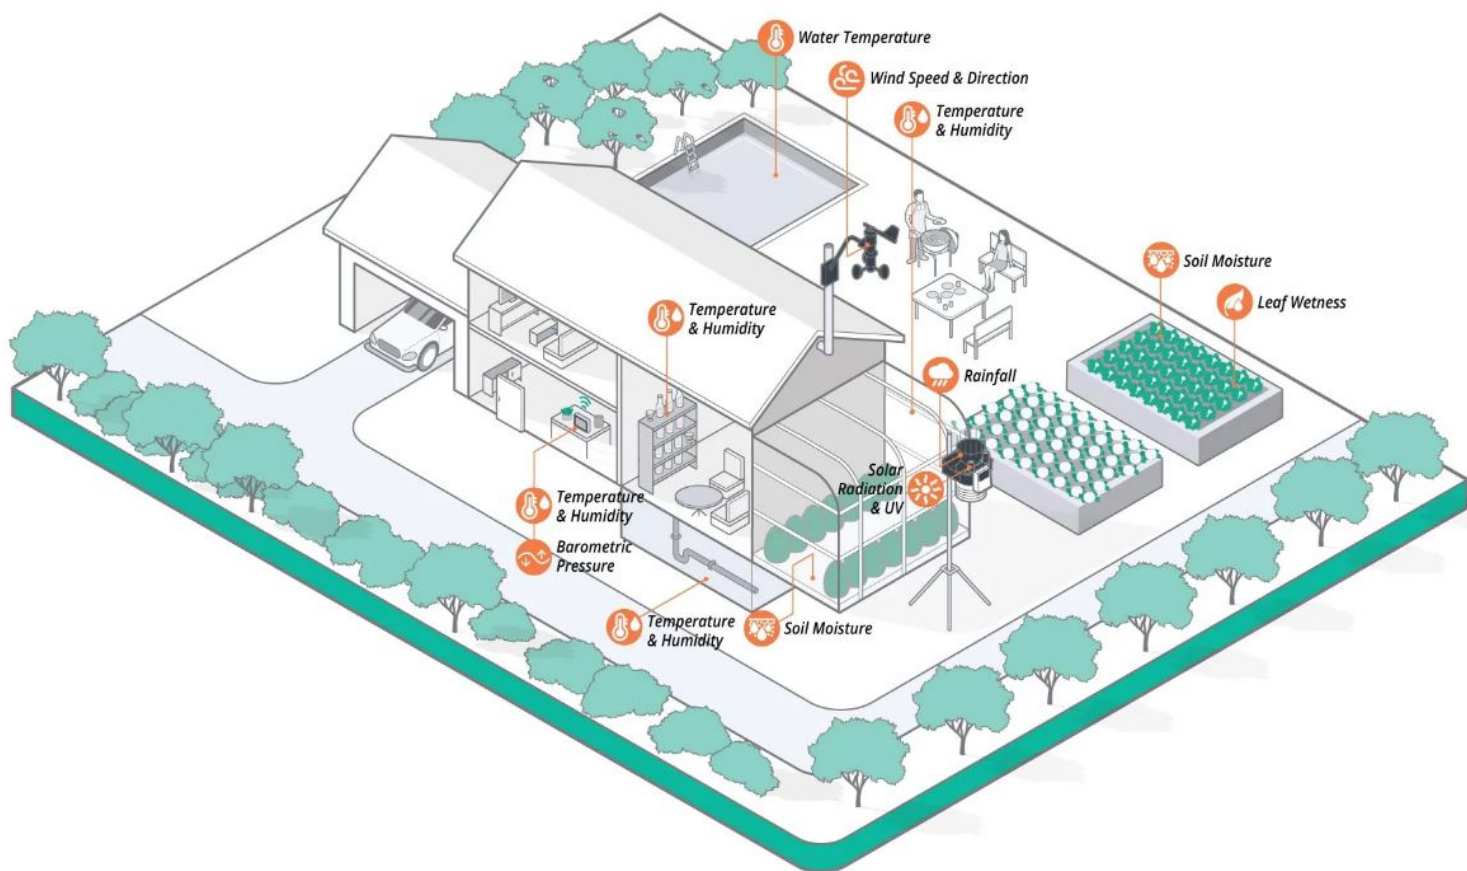 Water Temperature
Wind Speed & Direction
Temperature
& Humidity
Soil Moisture
Leaf Wetness
Temperature
& Humidity
Rainfall
Solar
Radiation
& UV
Temperature
& Humidity
Barometric
Pressure
Temperature
& Humidity
Soil Moisture